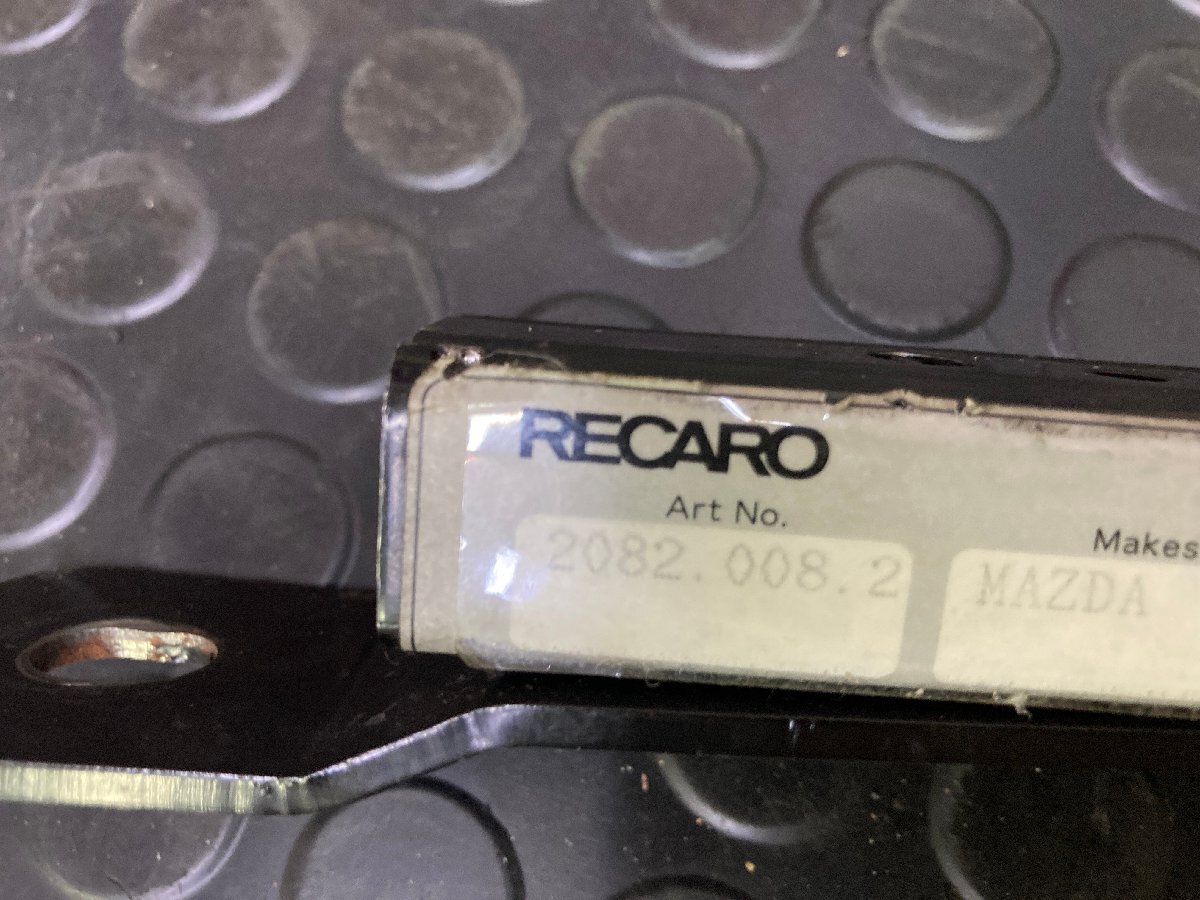 RECARO
Art No.
Makes
2082.008.2
MAZDA